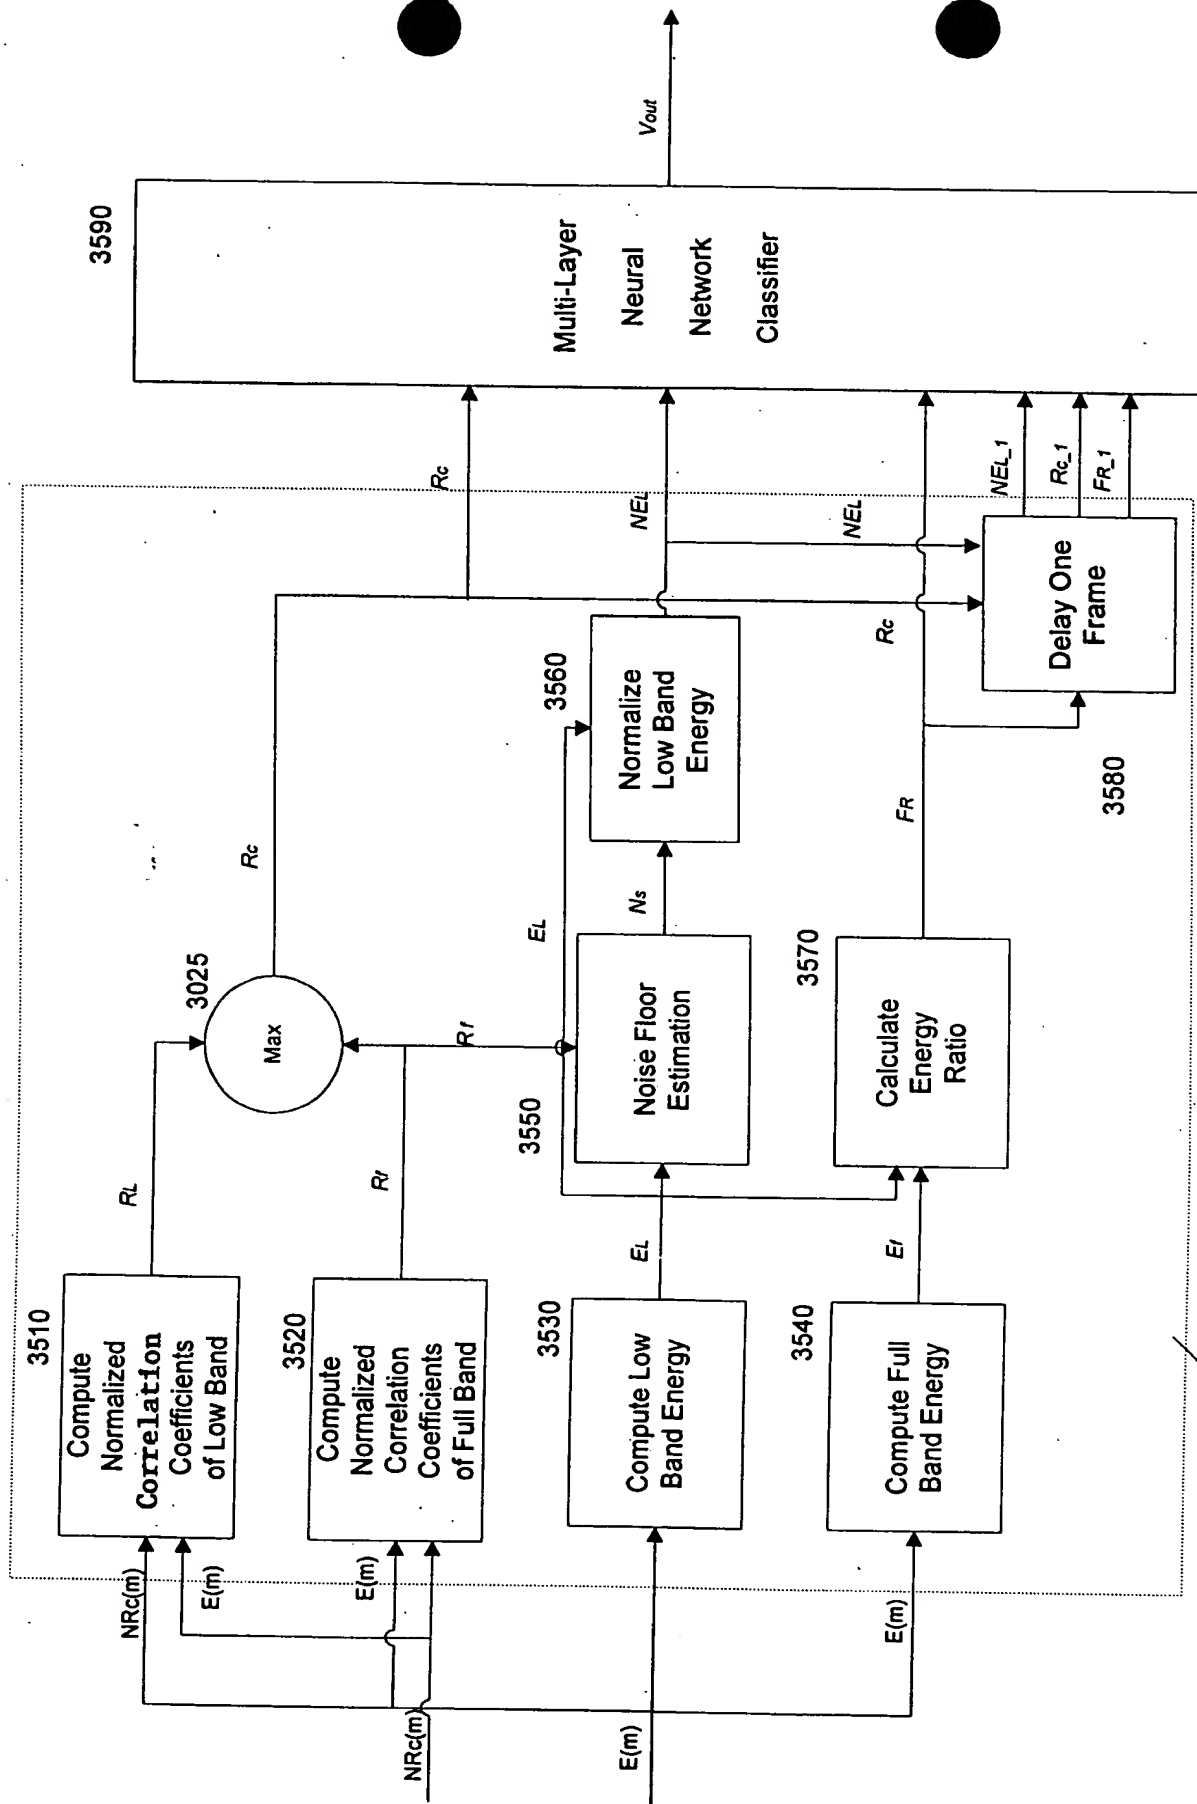 3510
Compute
Normalized
Correlation
Coefficients
of Low Band
NRc(m)
E(m)
RL
3025
Max
Rc
Rc
3590
Multi-Layer
Neural
Network
Classifier
Vout
3520
Compute
Normalized
Correlation
Coefficients
of Full Band
E(m)
NRc(m)
Rf
Rf
3530
Compute Low
Band Energy
E(m)
EL
3550
Noise Floor
Estimation
EL
Ns
3560
Normalize
Low Band
Energy
NEL
NEL
3540
Compute Full
Band Energy
E(m)
Ef
3570
Calculate
Energy
Ratio
FR
Rc
3580
Delay One
Frame
NEL_1
Rc_1
FR_1